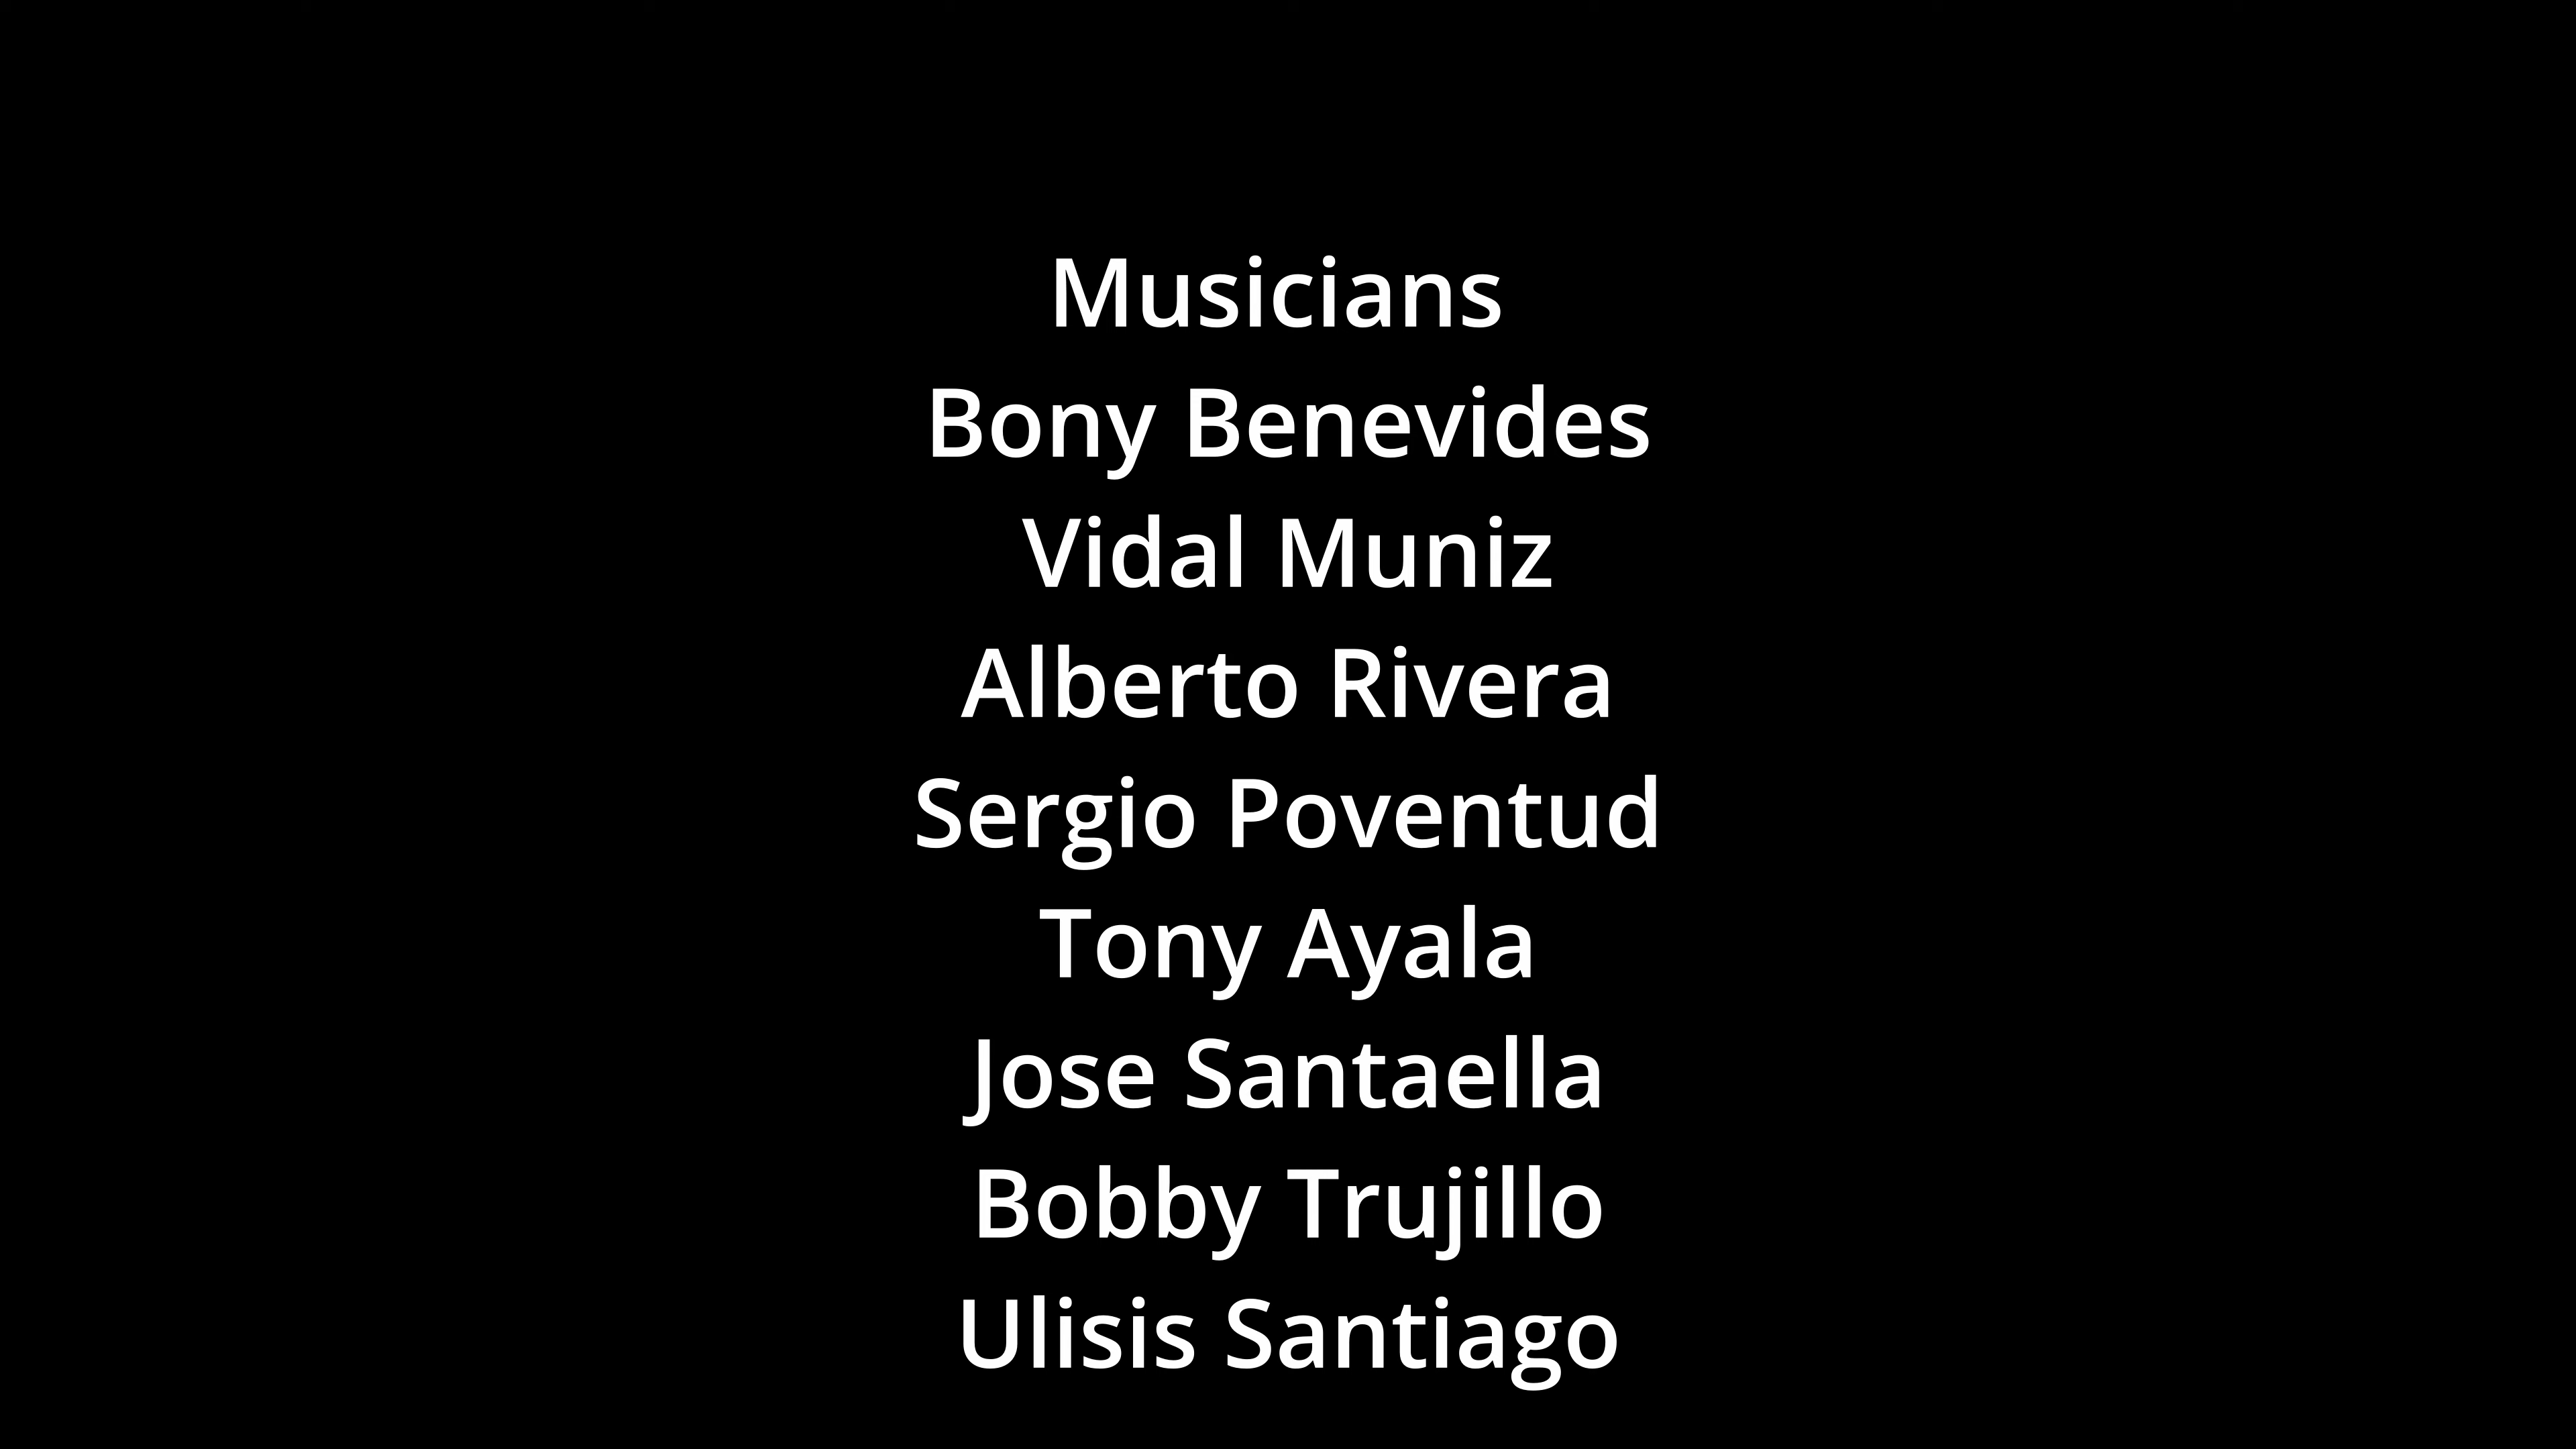 Musicians
Bony Benevides
Vidal Muniz
Alberto Rivera
Sergio Poventud
Tony Ayala
Jose Santaella
Bobby Trujillo
Ulisis Santiago